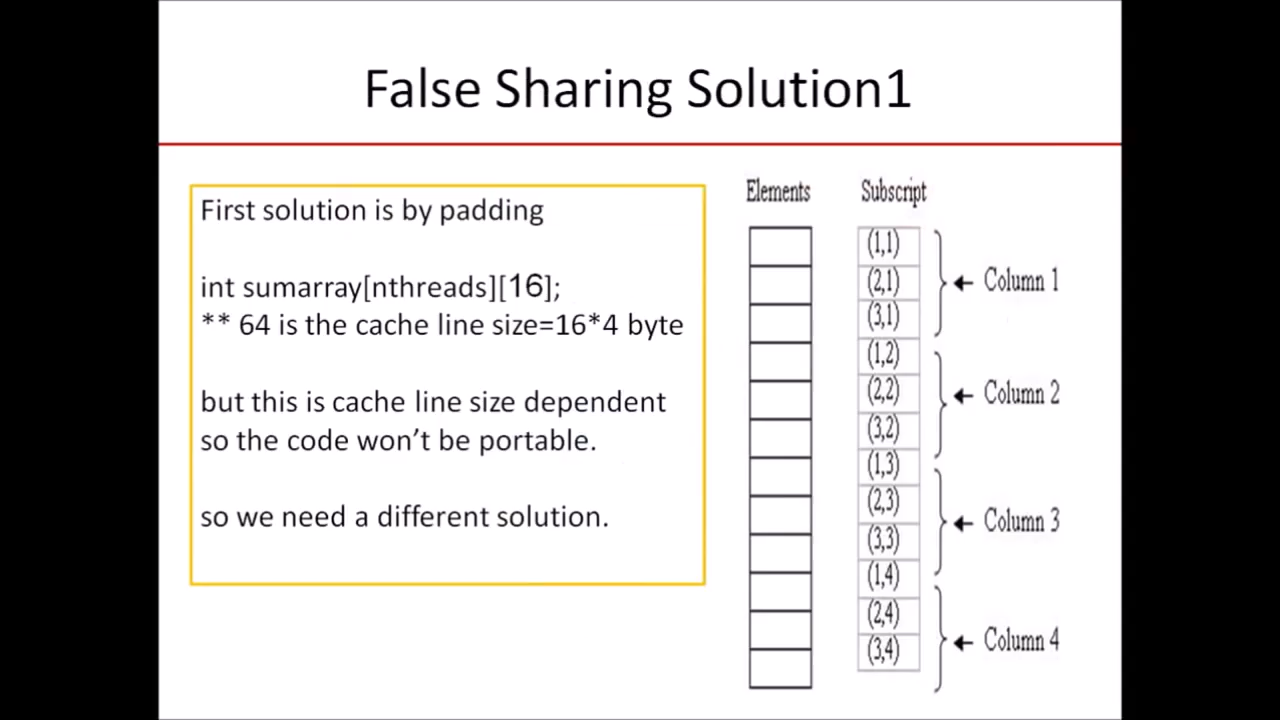 False Sharing Solution1
First solution is by padding
int sumarray[nthreads][16];
** 64 is the cache line size=16*4 byte
but this is cache line size dependent
so the code won't be portable.
so we need a different solution.
Elements
Subscript
(1,1)
(2,1)
(3,1)
(1,2)
(2,2)
(3,2)
(1,3)
(2,3)
(3,3)
(1,4)
(2,4)
(3,4)
Column 1
Column 2
Column 3
Column 4